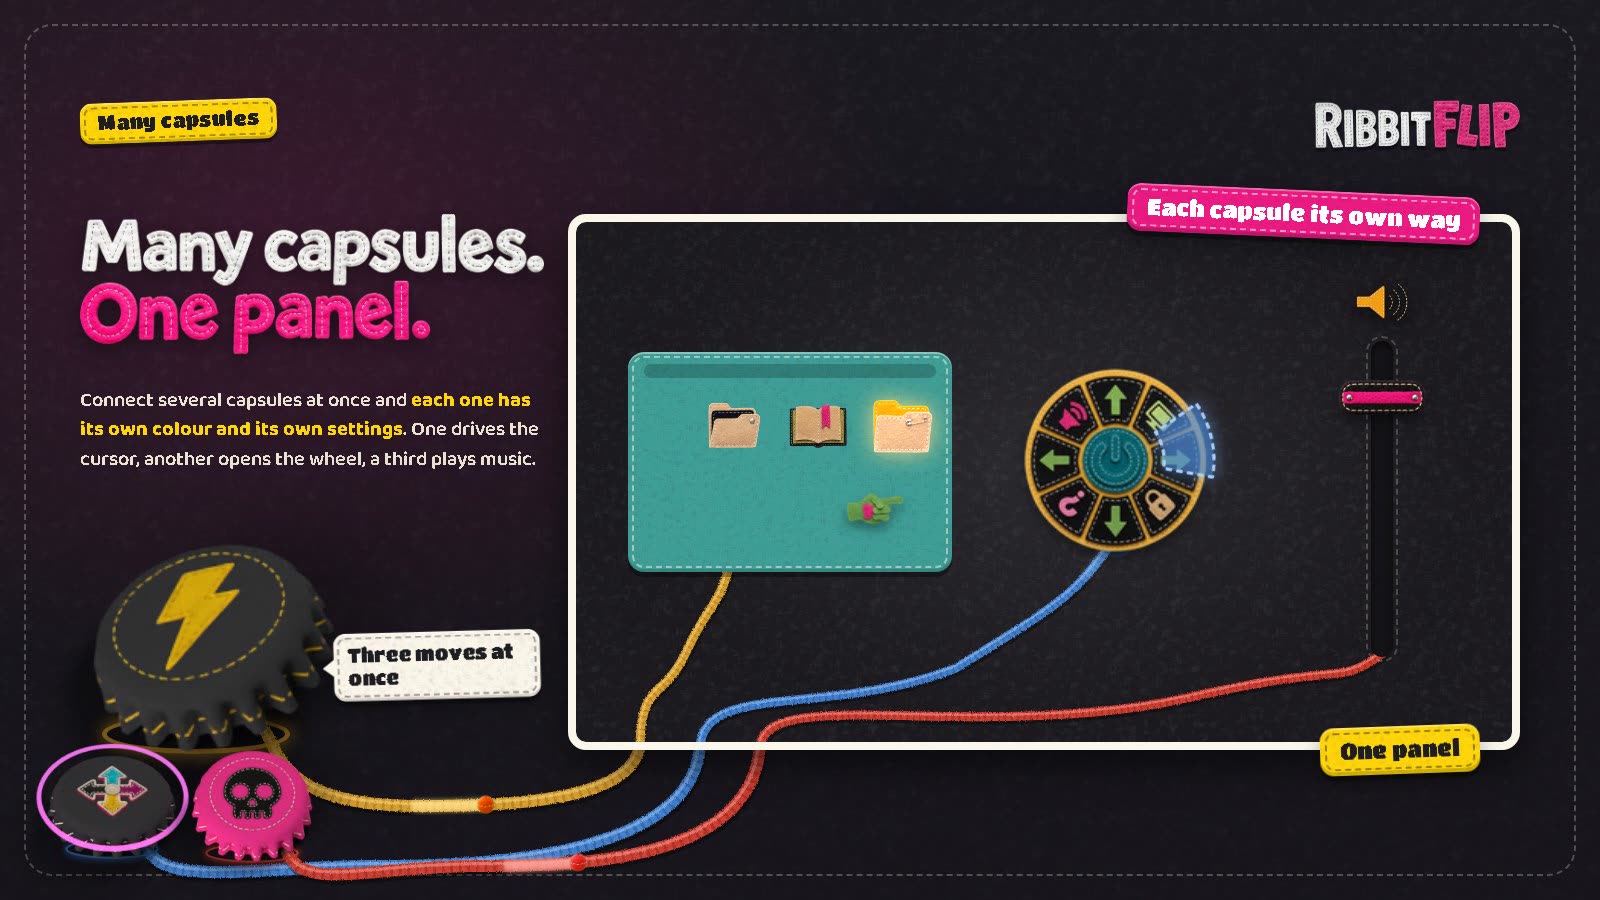 Many capsules
RIBBITFLIP
Each capsule its own way
Many capsules.
One panel.
Connect several capsules at once and each one has
its own colour and its own settings. One drives the
cursor, another opens the wheel, a third plays music.
Three moves at
once
One panel